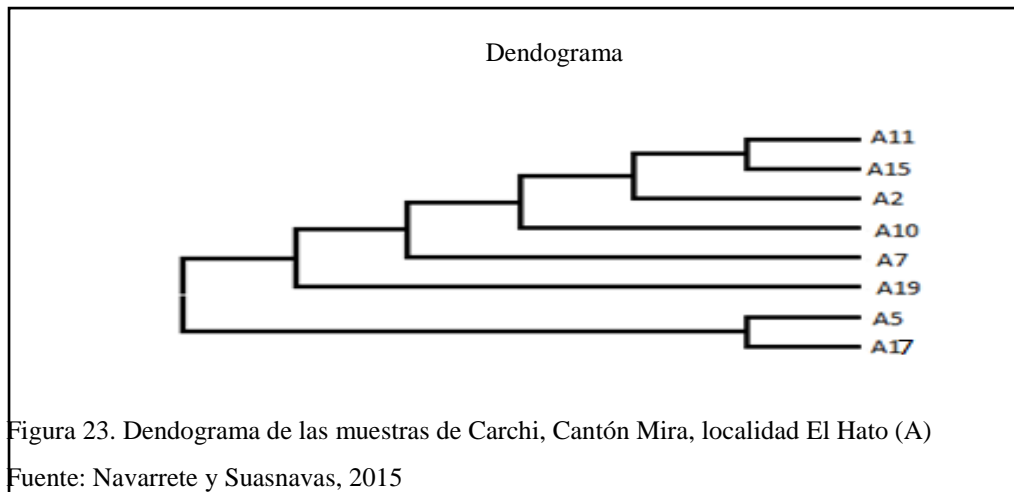 Dendograma
A11
A15
A2
A10
A7
A19
A5
A17
Figura 23. Dendograma de las muestras de Carchi, Cantón Mira, localidad El Hato (A)
Fuente: Navarrete y Suasnavas, 2015